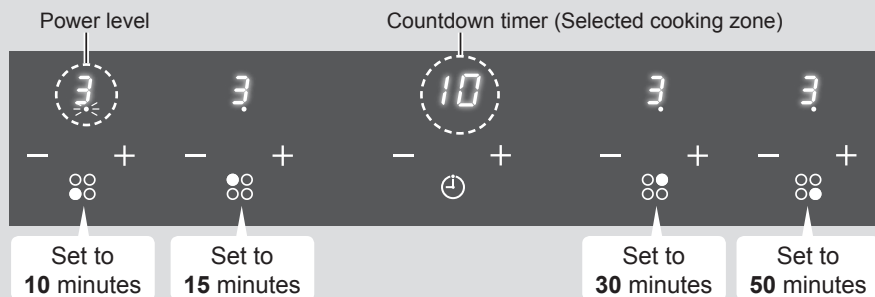 Power level
Countdown timer (Selected cooking zone)
3
3
10
3
3
− +
− +
− +
− +
− +
Set to
10 minutes
Set to
15 minutes
Set to
30 minutes
Set to
50 minutes